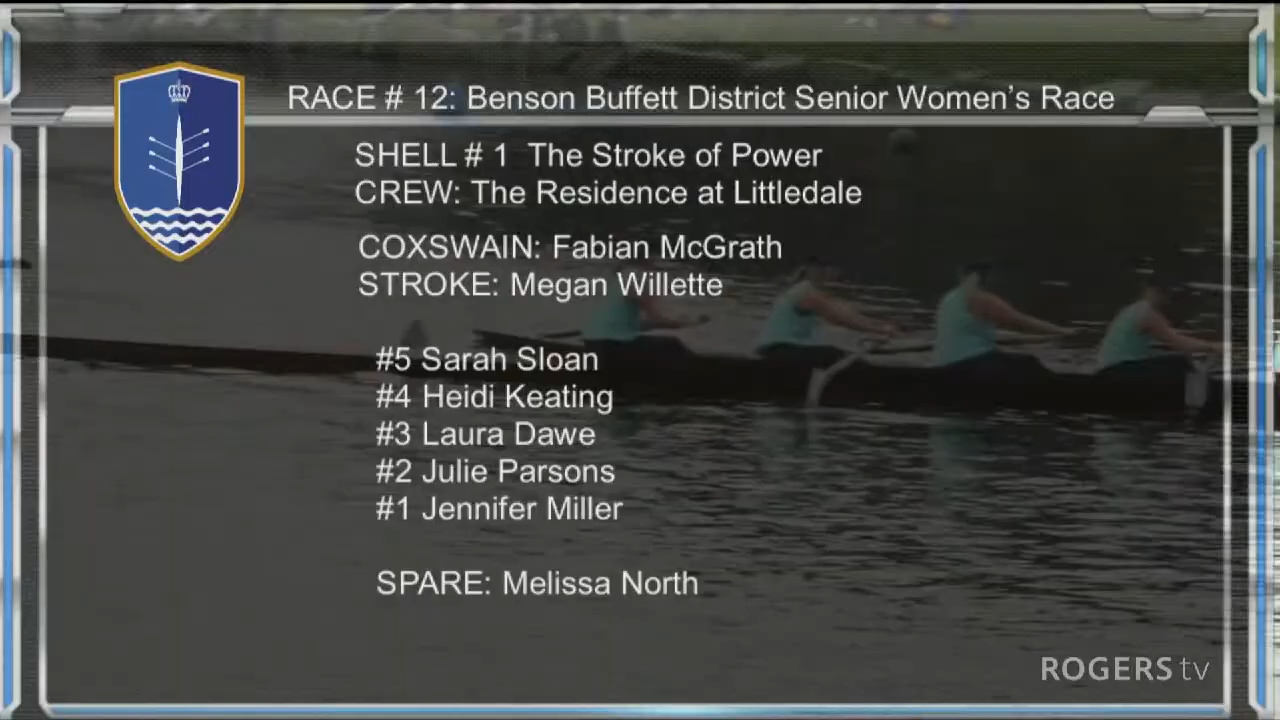 RACE # 12: Benson Buffett District Senior Women's Race
SHELL # 1 The Stroke of Power
CREW: The Residence at Littledale
COXSWAIN: Fabian McGrath
STROKE: Megan Willette
#5 Sarah Sloan
#4 Heidi Keating
#3 Laura Dawe
#2 Julie Parsons
#1 Jennifer Miller
SPARE: Melissa North
ROGERS tv